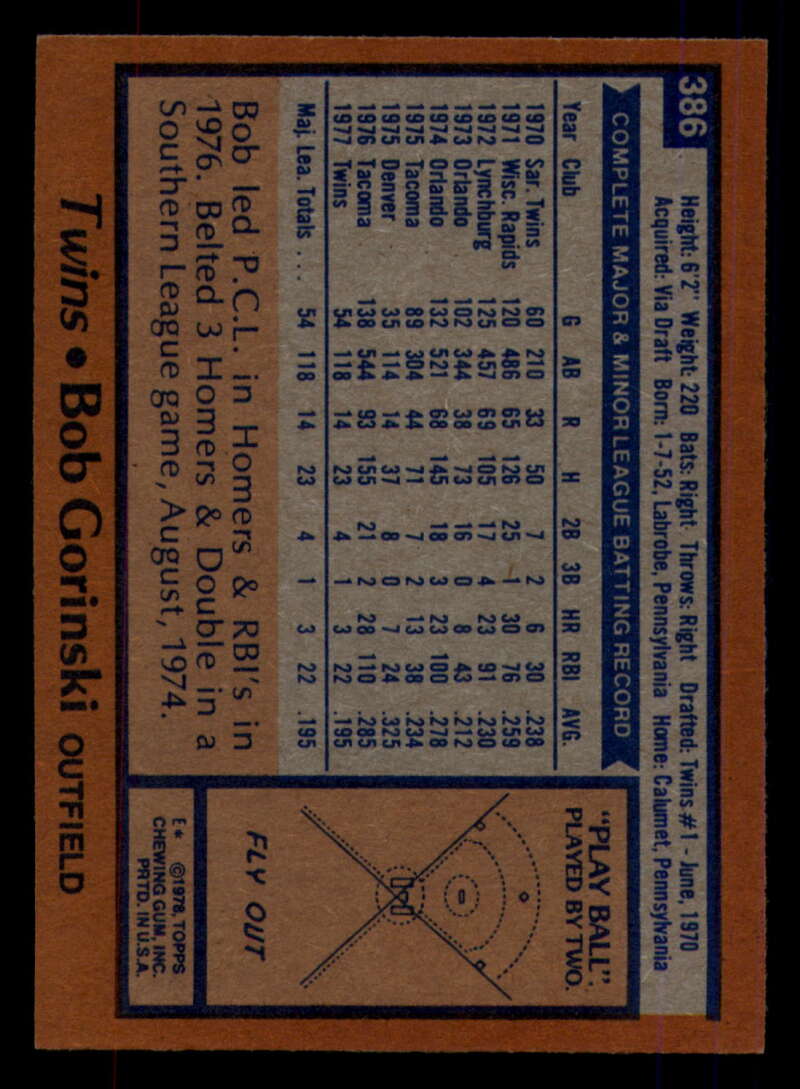 386
Height: 6'2" Weight: 220 Bats: Right Throws: Right Drafted: Twins #1 - June, 1970
Acquired: Via Draft Born: 1-7-52, Labrobe, Pennsylvania Home: Calumet, Pennsylvania
COMPLETE MAJOR & MINOR LEAGUE BATTING RECORD
Year Club G AB R H 2B 3B HR RBI AVG.
1970 Sar. Twins 60 210 33 50 7 2 6 30 .238
1971 Wisc. Rapids 120 486 65 126 25 1 30 76 .259
1972 Lynchburg 125 457 69 105 17 4 23 91 .230
1973 Orlando 102 344 38 73 16 0 8 43 .212
1974 Orlando 132 521 68 145 18 3 23 100 .278
1975 Tacoma 89 304 44 71 7 2 13 38 .234
1975 Denver 35 114 14 37 8 0 7 24 .325
1976 Tacoma 138 544 93 155 21 2 28 110 .285
1977 Twins 54 118 14 23 4 1 3 22 .195
Maj. Lea. Totals . . . 54 118 14 23 4 1 3 22 .195
Bob led P.C.L. in Homers & RBI's in
1976. Belted 3 Homers & Double in a
Southern League game, August, 1974.
"PLAY BALL"
PLAYED BY TWO.
FLY OUT
E* ©1978, TOPPS
CHEWING GUM, INC.
PRTD. IN U.S.A.
Twins • Bob Gorinski OUTFIELD